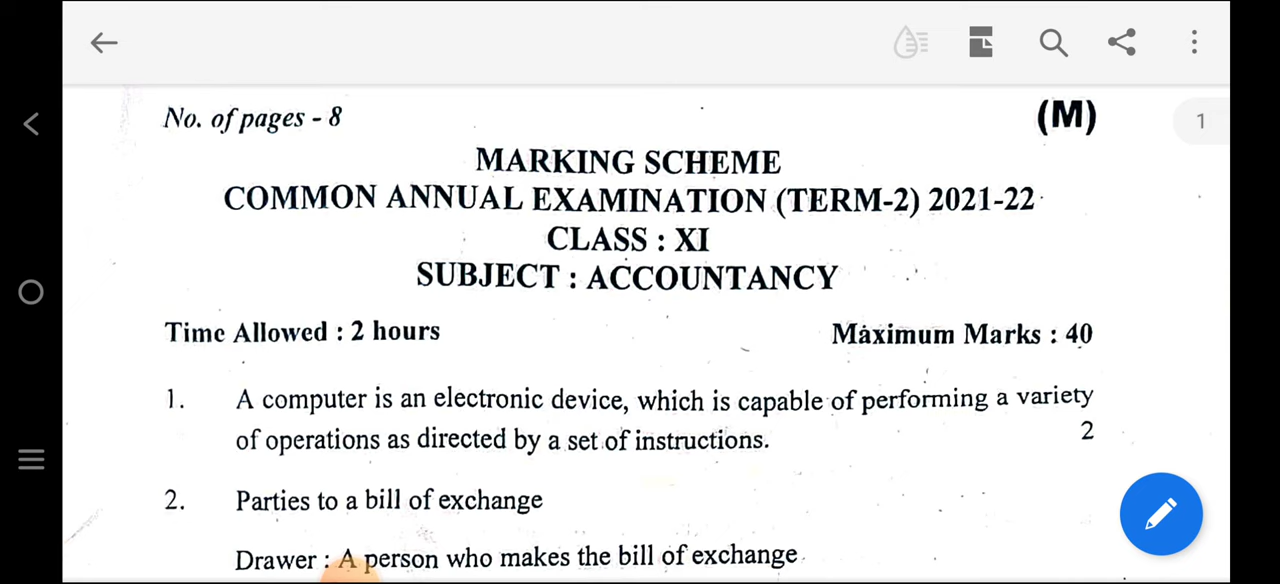 No. of pages - 8
(M)
1
MARKING SCHEME
COMMON ANNUAL EXAMINATION (TERM-2) 2021-22
CLASS : XI
SUBJECT : ACCOUNTANCY
Time Allowed : 2 hours
Maximum Marks : 40
1. A computer is an electronic device, which is capable of performing a variety
of operations as directed by a set of instructions.
2
2. Parties to a bill of exchange
Drawer : A person who makes the bill of exchange